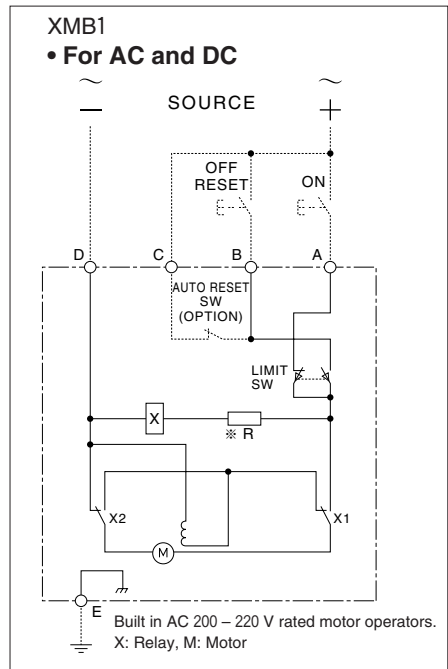 XMB1
• For AC and DC
~ ~
− SOURCE +
OFF
RESET ON
D C B A
AUTO RESET
SW
(OPTION)
LIMIT
SW
X ※ R
X2 M X1
E
Built in AC 200 – 220 V rated motor operators.
X: Relay, M: Motor